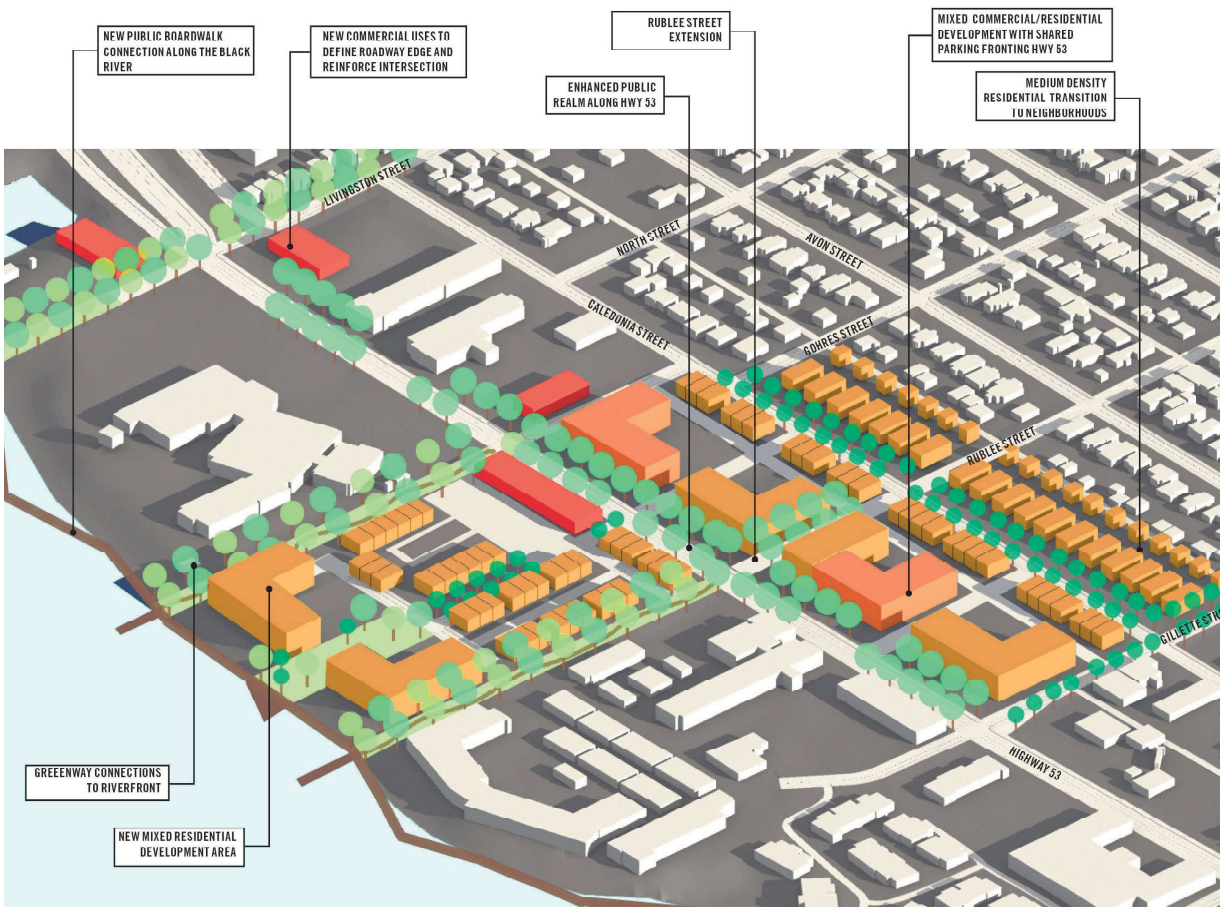 NEW PUBLIC BOARDWALK
CONNECTION ALONG THE BLACK
RIVER
NEW COMMERCIAL USES TO
DEFINE ROADWAY EDGE AND
REINFORCE INTERSECTION
RUBLEE STREET
EXTENSION
MIXED COMMERCIAL/RESIDENTIAL
DEVELOPMENT WITH SHARED
PARKING FRONTING HWY 53
ENHANCED PUBLIC
REALM ALONG HWY 53
MEDIUM DENSITY
RESIDENTIAL TRANSITION
TO NEIGHBORHOODS
LIVINGSTON STREET
NORTH STREET
AVON STREET
CALEDONIA STREET
GOHRES STREET
RUBLEE STREET
GILLETTE STR
HIGHWAY 53
GREEENWAY CONNECTIONS
TO RIVERFRONT
NEW MIXED RESIDENTIAL
DEVELOPMENT AREA